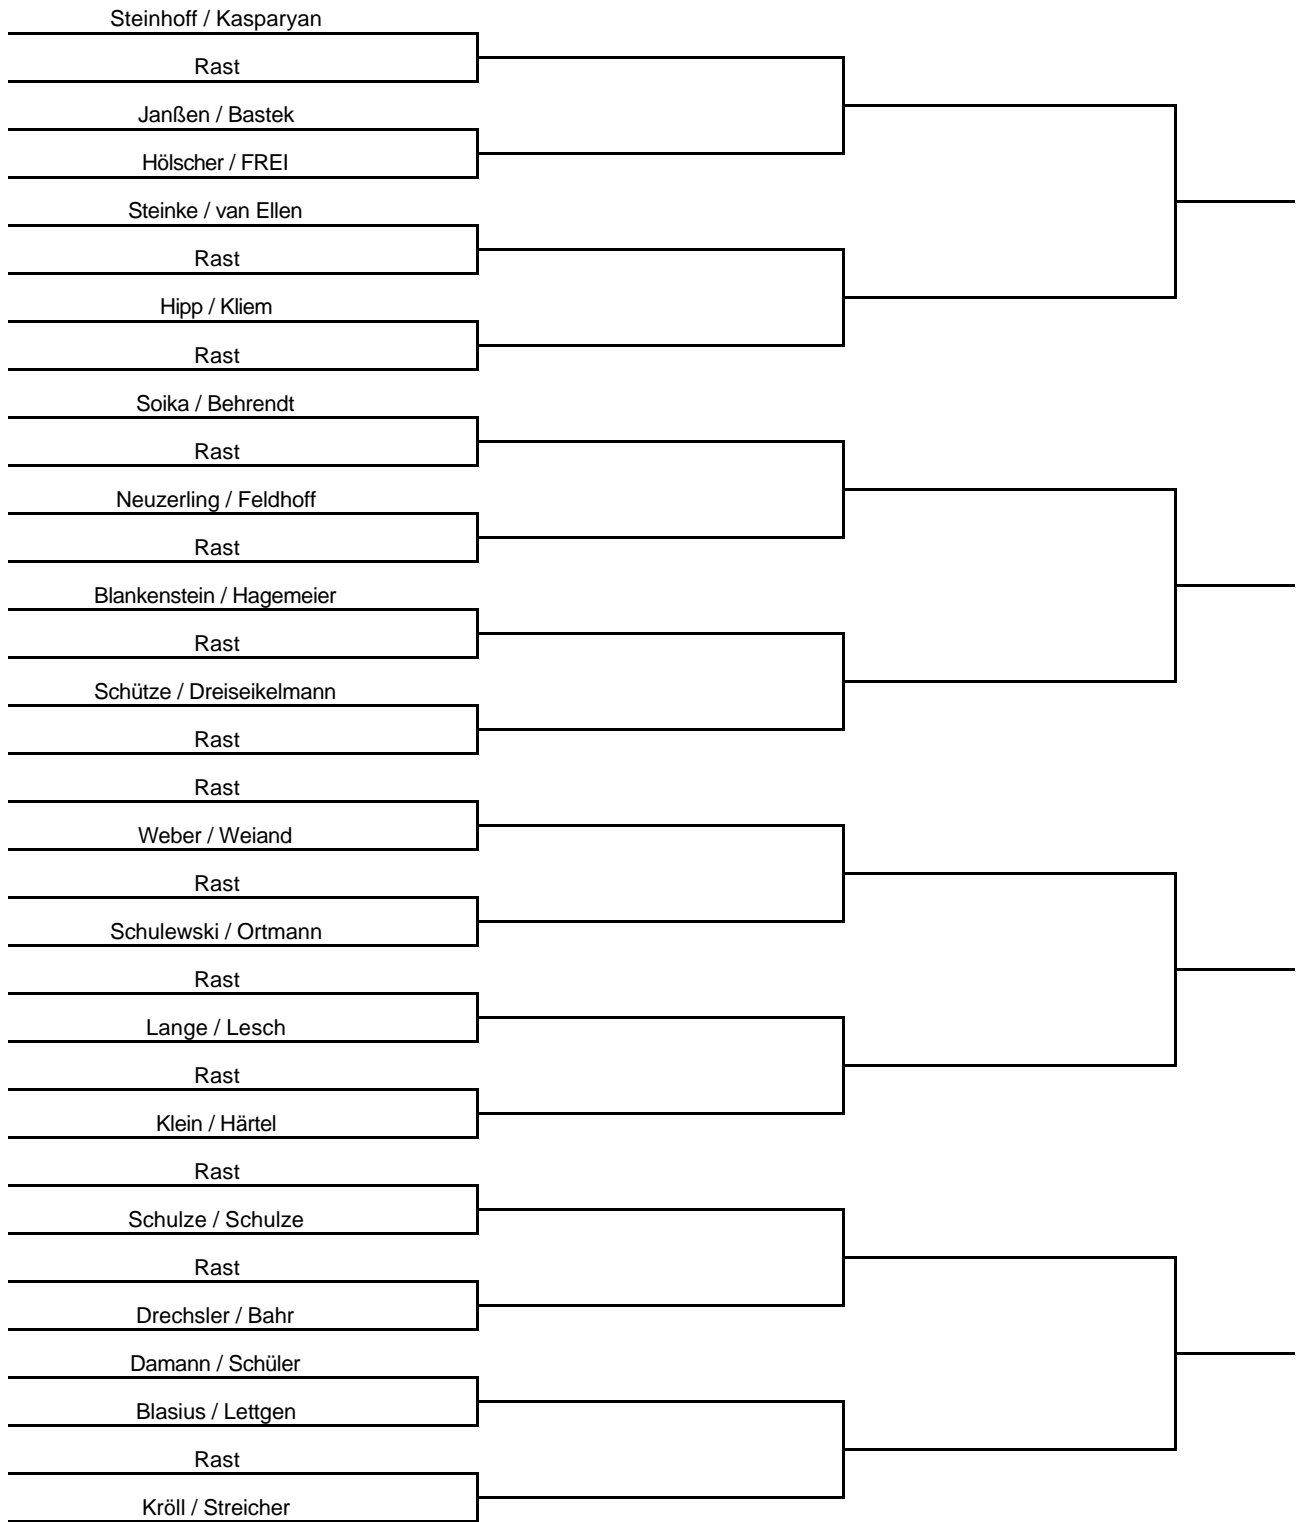 Steinhoff / Kasparyan
Rast
Janßen / Bastek
Hölscher / FREI
Steinke / van Ellen
Rast
Hipp / Kliem
Rast
Soika / Behrendt
Rast
Neuzerling / Feldhoff
Rast
Blankenstein / Hagemeier
Rast
Schütze / Dreiseikelmann
Rast
Rast
Weber / Weiand
Rast
Schulewski / Ortmann
Rast
Lange / Lesch
Rast
Klein / Härtel
Rast
Schulze / Schulze
Rast
Drechsler / Bahr
Damann / Schüler
Blasius / Lettgen
Rast
Kröll / Streicher